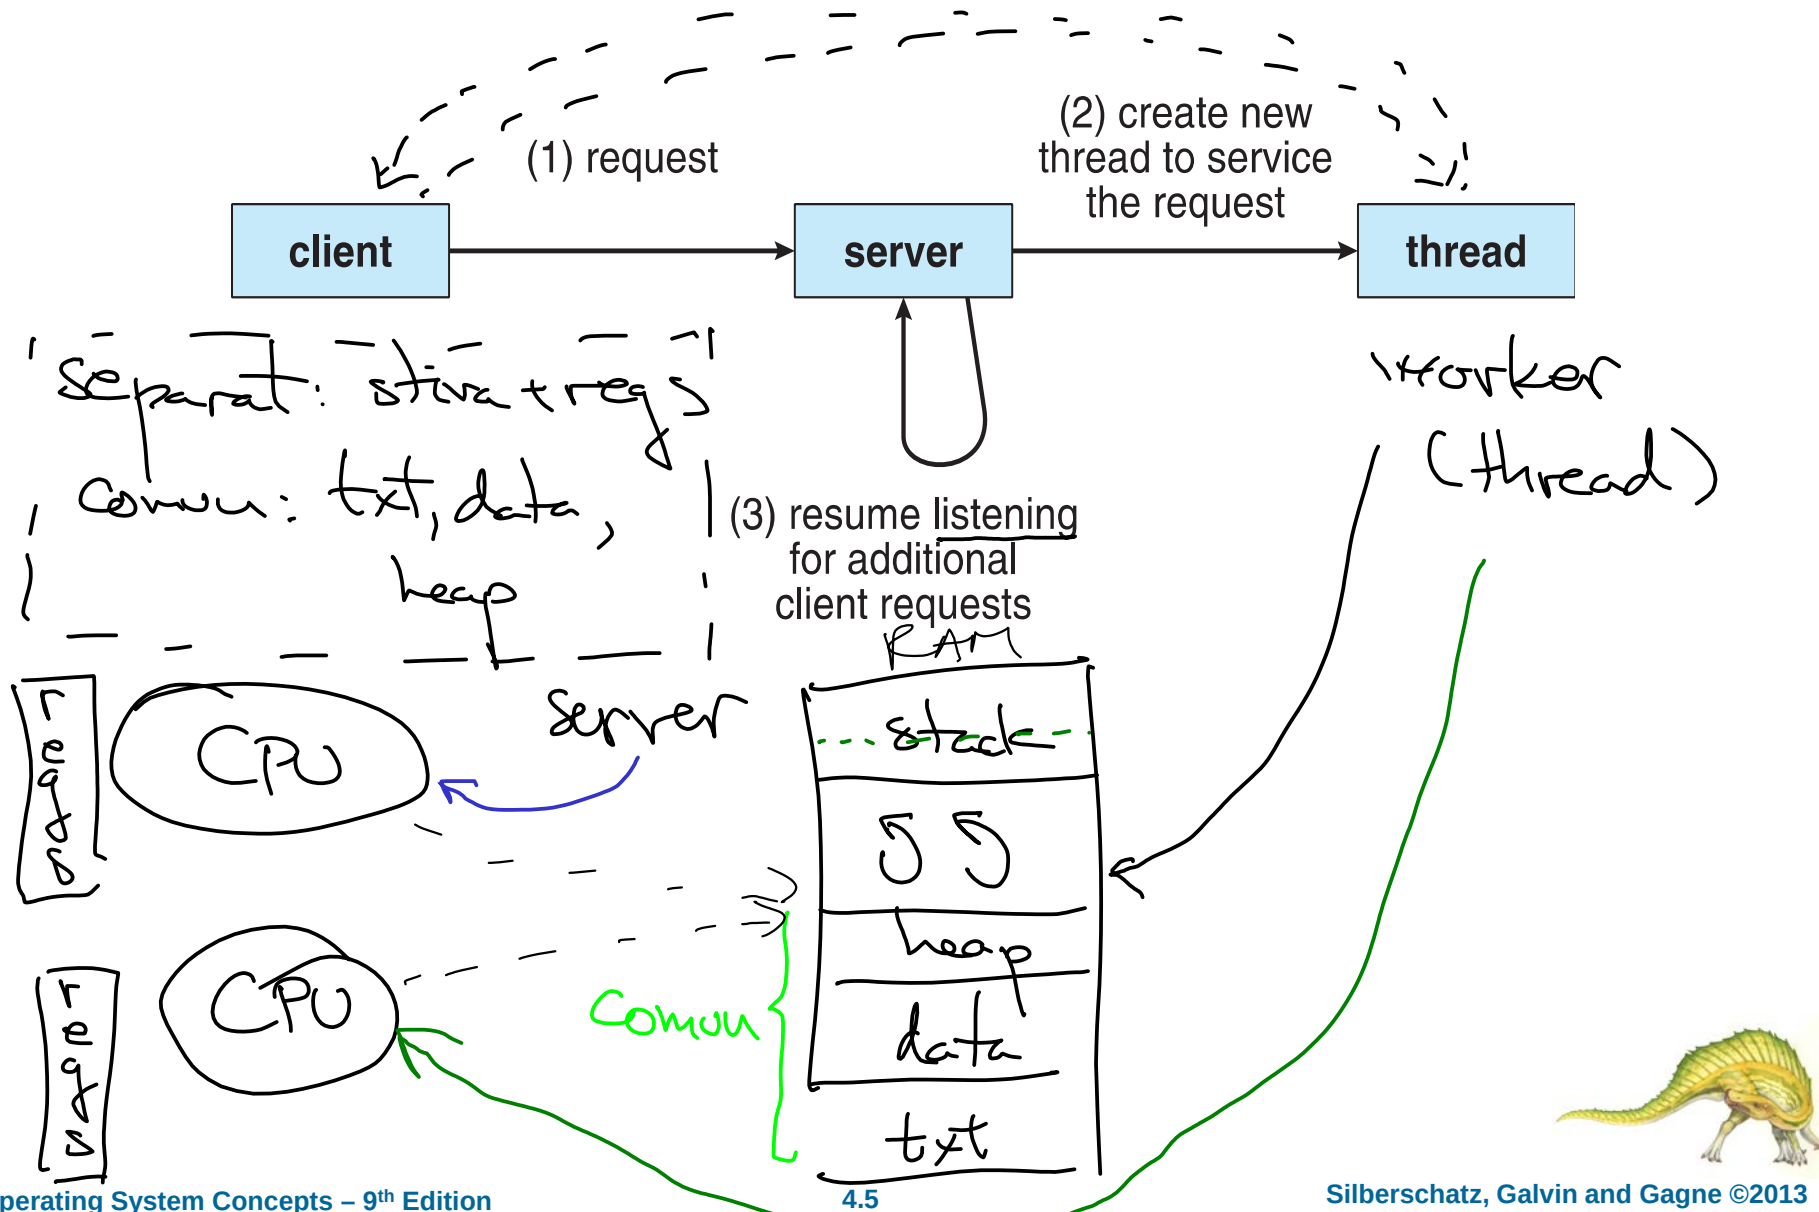 (1) request
(2) create new
thread to service
the request
client
server
thread
separat: stiva + regs
comun: txt, data,
heap
worker
(thread)
(3) resume listening
for additional
client requests
RAM
server
regs
CPU
stack
regs
CPU
comun
heap
data
txt
perating System Concepts – 9th Edition
4.5
Silberschatz, Galvin and Gagne ©2013